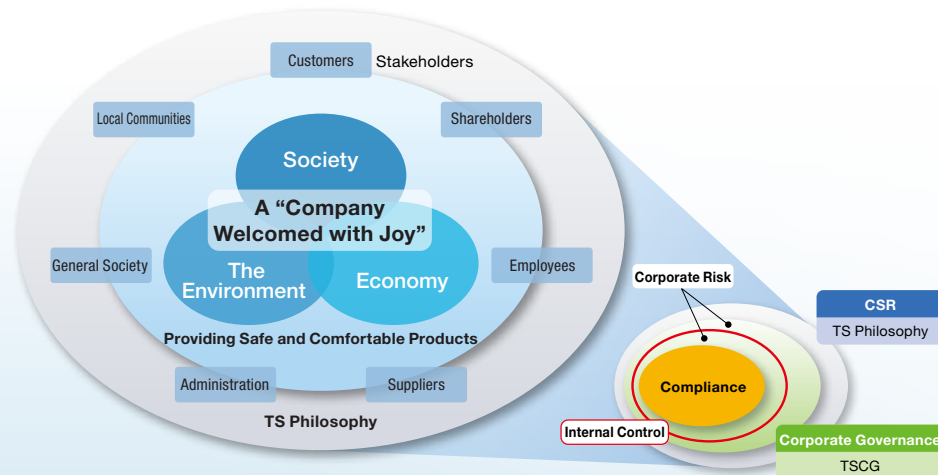 Customers
Stakeholders
Local Communities
Shareholders
Society
A “Company
Welcomed with Joy”
General Society
Employees
The
Environment
Economy
Corporate Risk
CSR
TS Philosophy
Providing Safe and Comfortable Products
Administration
Suppliers
Compliance
TS Philosophy
Internal Control
Corporate Governance
TSCG